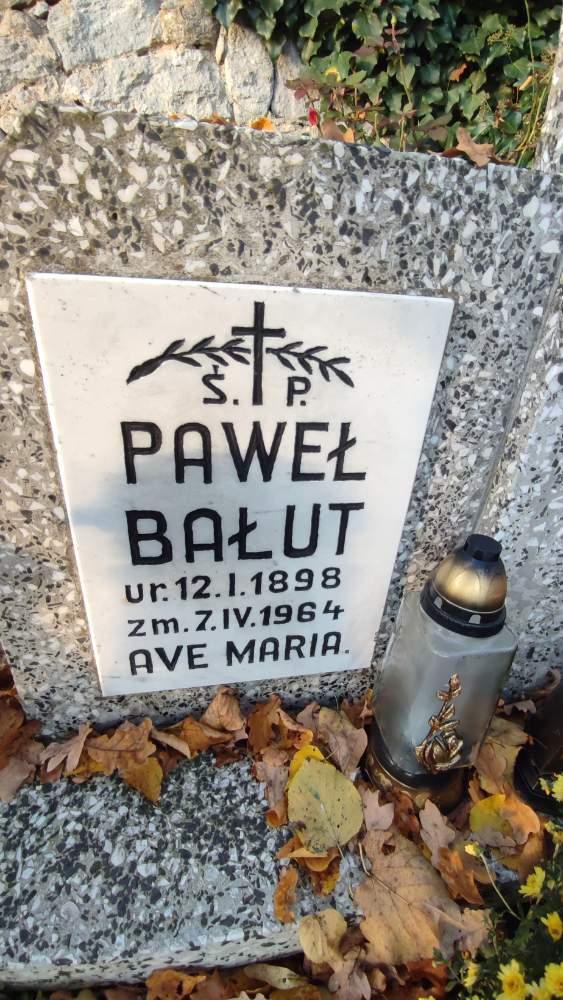 Ś. P.
PAWEŁ
BAŁUT
ur. 12. I. 1898
zm. 7. IV. 1964
AVE MARIA.